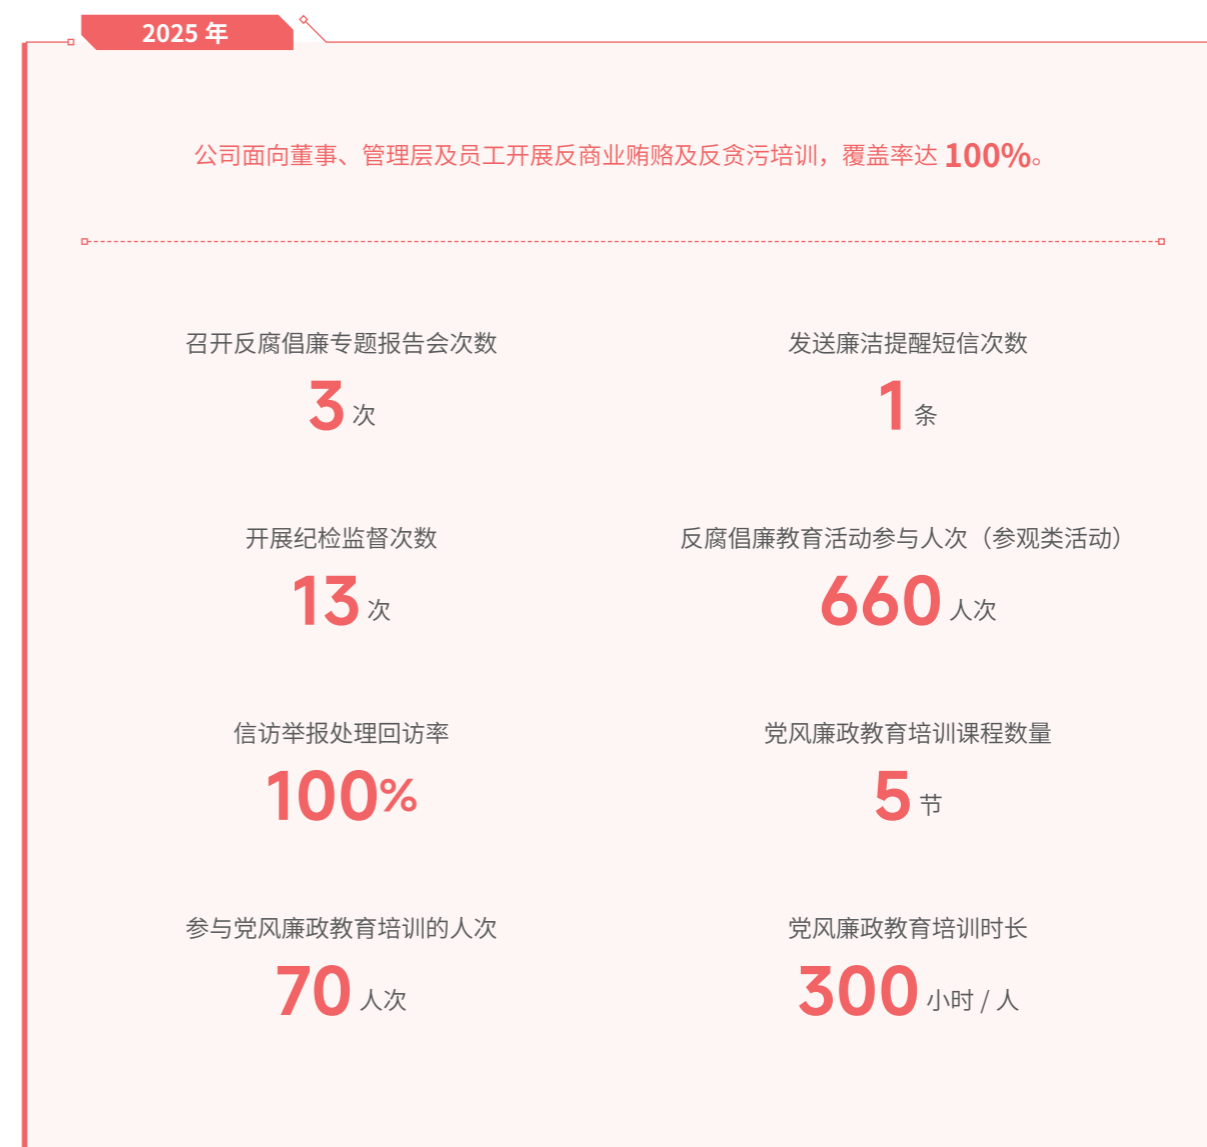 2025 年
公司面向董事、管理层及员工开展反商业贿赂及反贪污培训，覆盖率达 100%。
召开反腐倡廉专题报告会次数
3 次
发送廉洁提醒短信次数
1 条
开展纪检监督次数
13 次
反腐倡廉教育活动参与人次（参观类活动）
660 人次
信访举报处理回访率
100%
党风廉政教育培训课程数量
5 节
参与党风廉政教育培训的人次
70 人次
党风廉政教育培训时长
300 小时 / 人